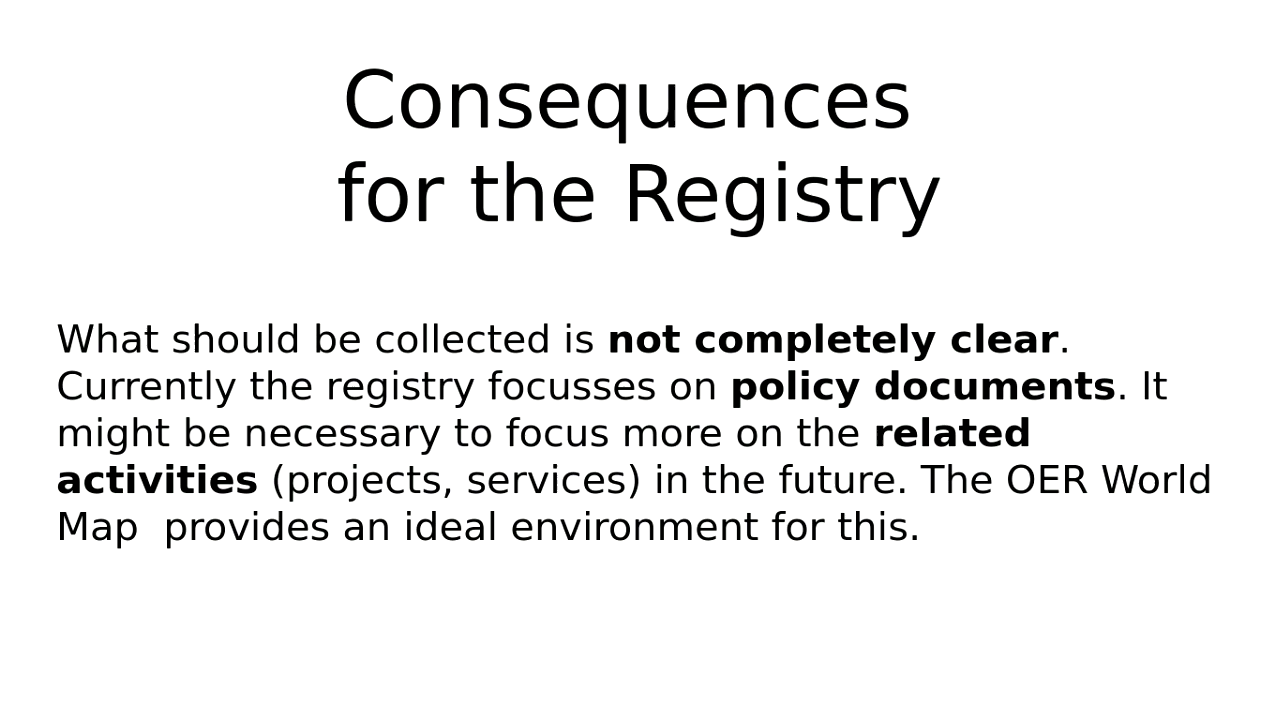 Consequences
for the Registry
What should be collected is not completely clear.
Currently the registry focusses on policy documents. It
might be necessary to focus more on the related
activities (projects, services) in the future. The OER World
Map  provides an ideal environment for this.